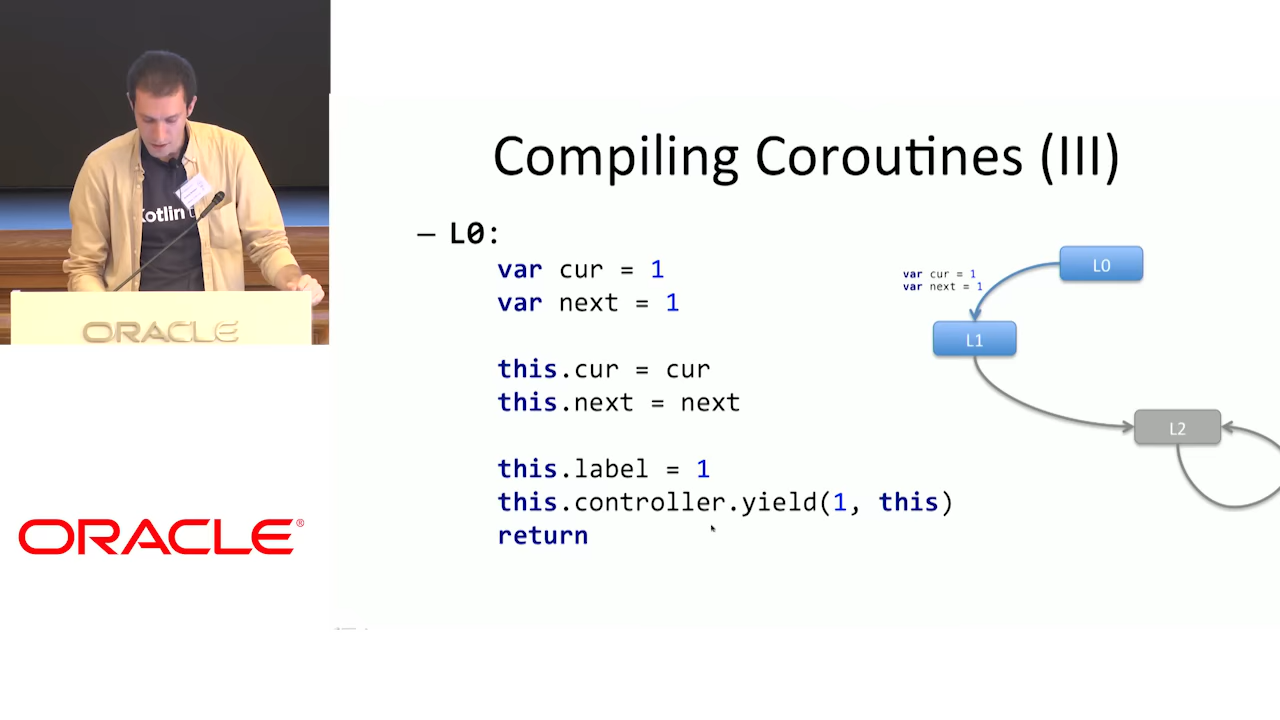 Compiling Coroutines (III)
– L0:
var cur = 1
var next = 1
this.cur = cur
this.next = next
this.label = 1
this.controller.yield(1, this)
return
var cur = 1
var next = 1
L0
L1
L2
Kotlin
ORACLE
ORACLE®